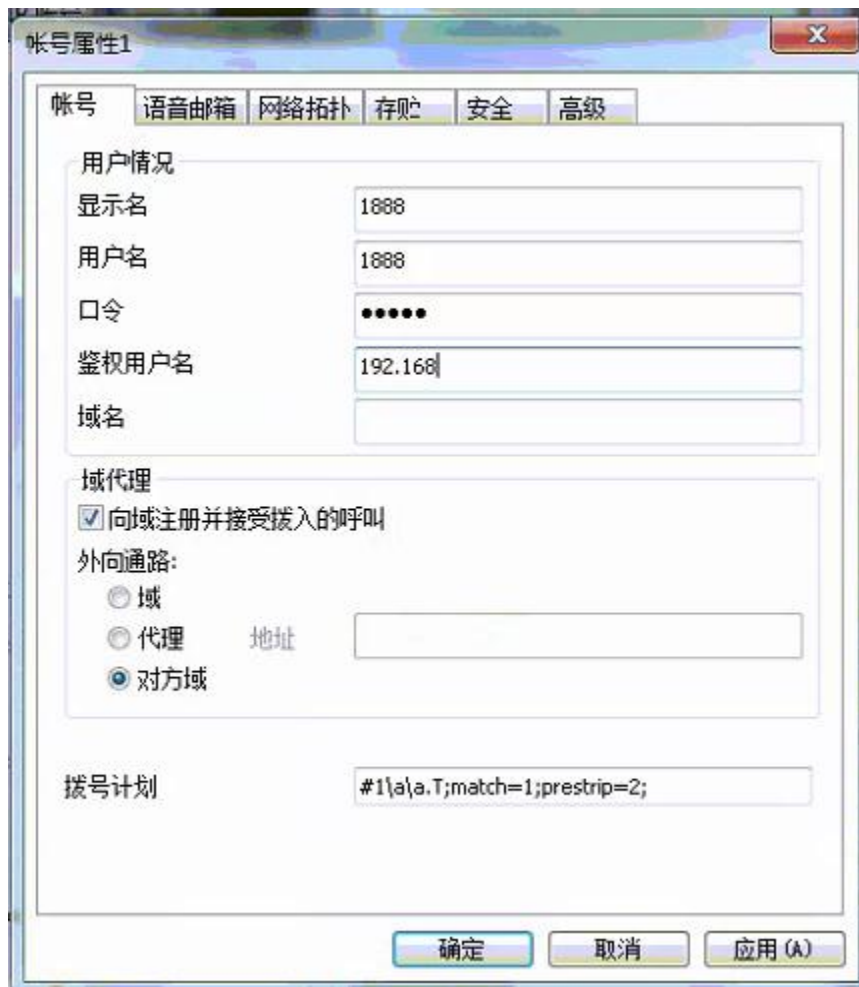 帐号属性1
帐号 语音邮箱 网络拓扑 存贮 安全 高级
用户情况
显示名 1888
用户名 1888
口令 •••••
鉴权用户名 192.168
域名
域代理
向域注册并接受拨入的呼叫
外向通路:
域
代理 地址
对方域
拨号计划 #1\a\a.T;match=1;prestrip=2;
确定 取消 应用(A)